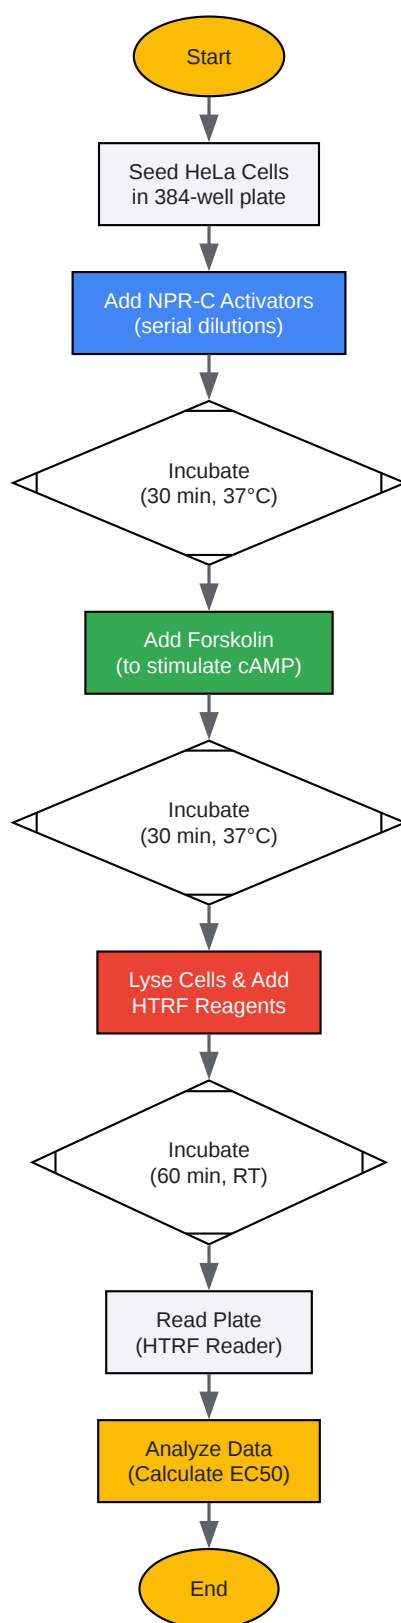 Start
Seed HeLa Cells
in 384-well plate
Add NPR-C Activators
(serial dilutions)
Incubate
(30 min, 37°C)
Add Forskolin
(to stimulate cAMP)
Incubate
(30 min, 37°C)
Lyse Cells & Add
HTRF Reagents
Incubate
(60 min, RT)
Read Plate
(HTRF Reader)
Analyze Data
(Calculate EC50)
End